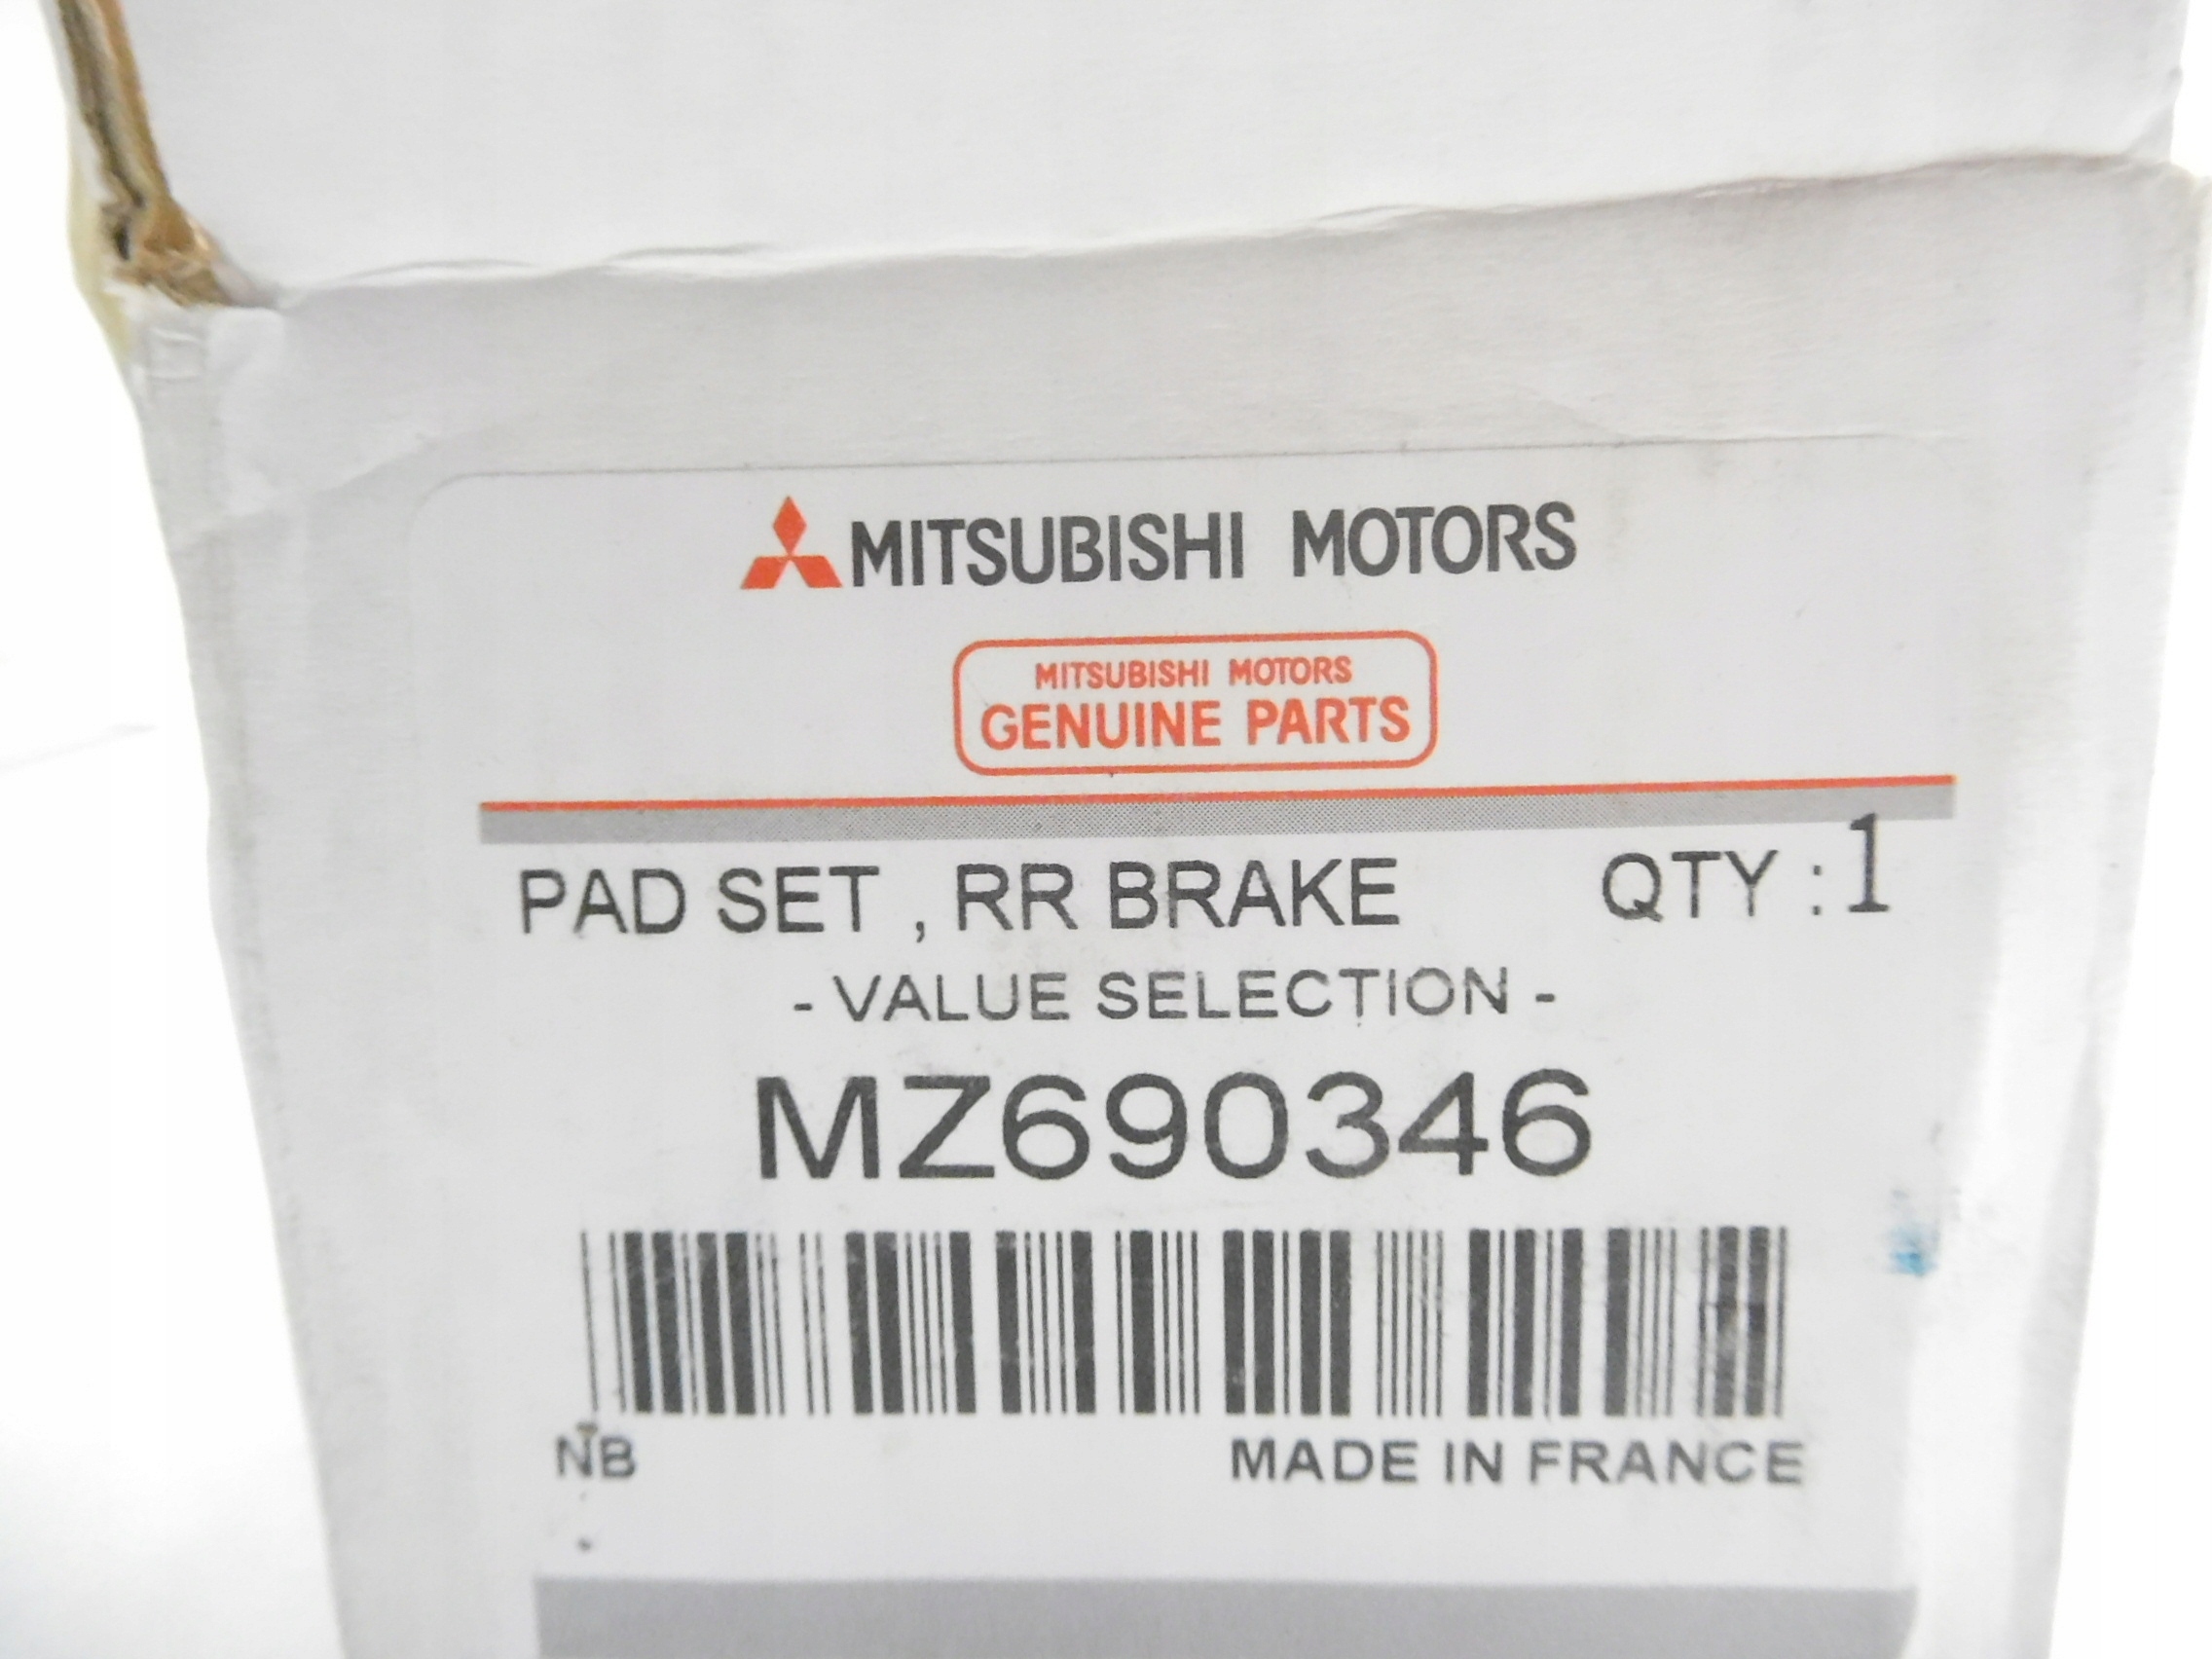 MITSUBISHI MOTORS
MITSUBISHI MOTORS
GENUINE PARTS
PAD SET , RR BRAKE QTY : 1
- VALUE SELECTION -
MZ690346
NB MADE IN FRANCE